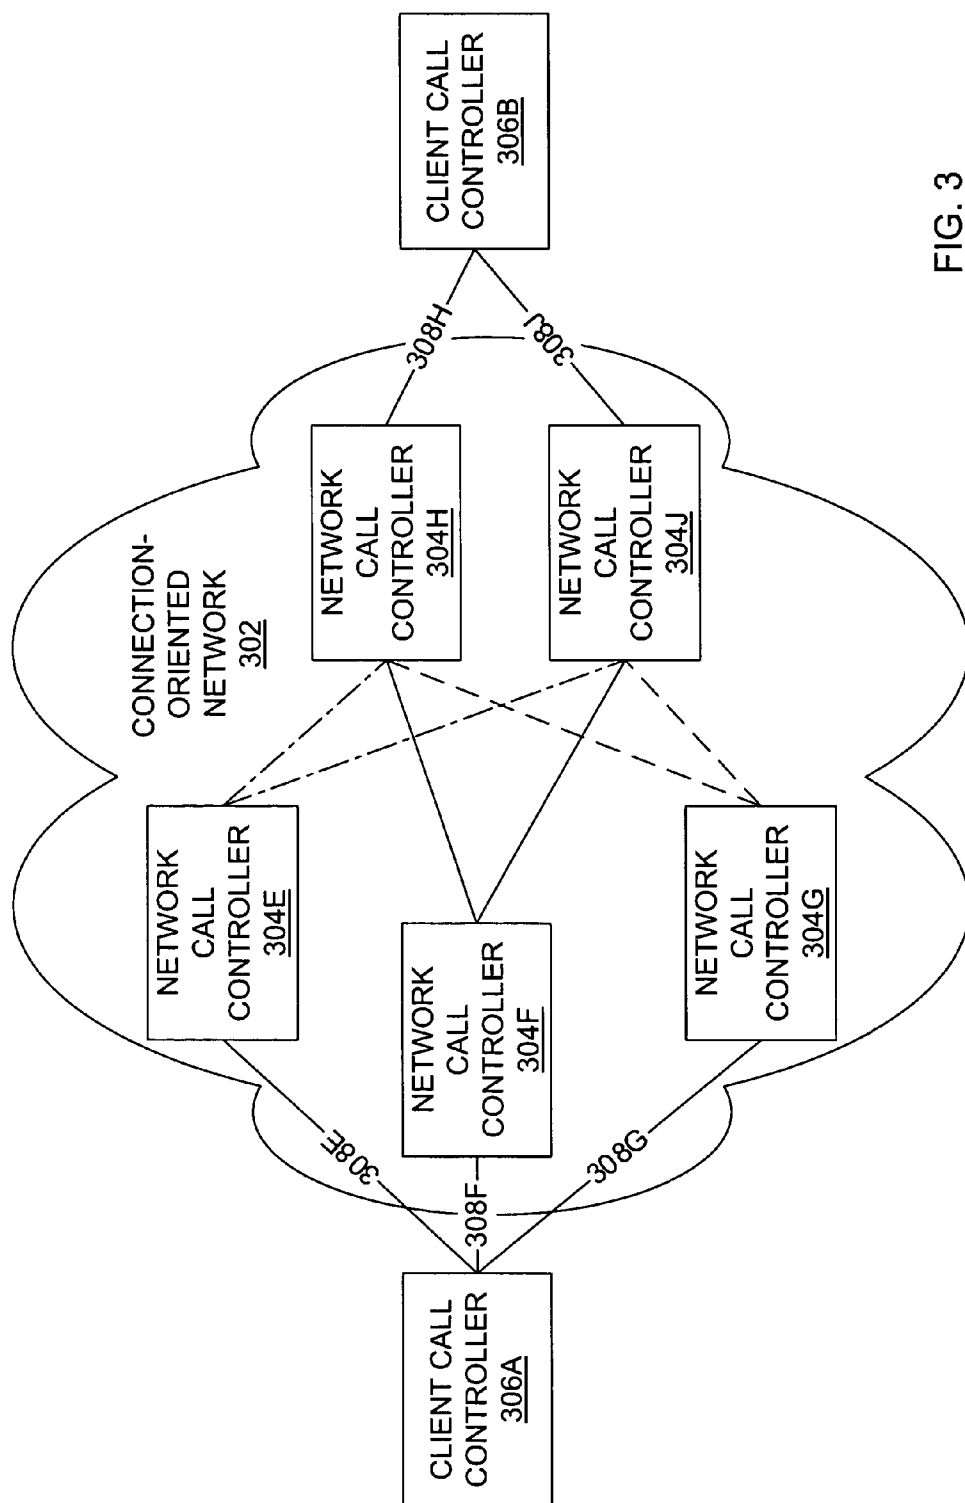 CONNECTION-
ORIENTED
NETWORK
302
CLIENT CALL
CONTROLLER
306A
308E
308F
308G
NETWORK
CALL
CONTROLLER
304E
NETWORK
CALL
CONTROLLER
304F
NETWORK
CALL
CONTROLLER
304G
NETWORK
CALL
CONTROLLER
304H
NETWORK
CALL
CONTROLLER
304J
308H
308J
CLIENT CALL
CONTROLLER
306B
FIG. 3